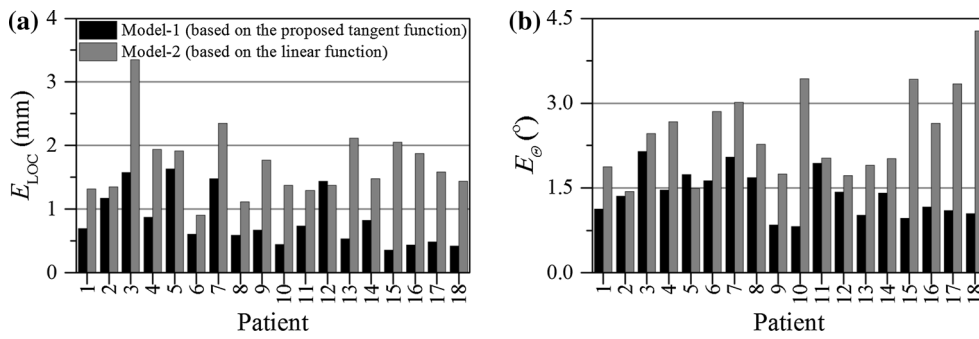 (a)
4
3
2
1
0
E_LOC (mm)
Model-1 (based on the proposed tangent function)
Model-2 (based on the linear function)
1 2 3 4 5 6 7 8 9 10 11 12 13 14 15 16 17 18
Patient
(b)
4.5
3.0
1.5
0.0
E_Θ (°)
1 2 3 4 5 6 7 8 9 10 11 12 13 14 15 16 17 18
Patient